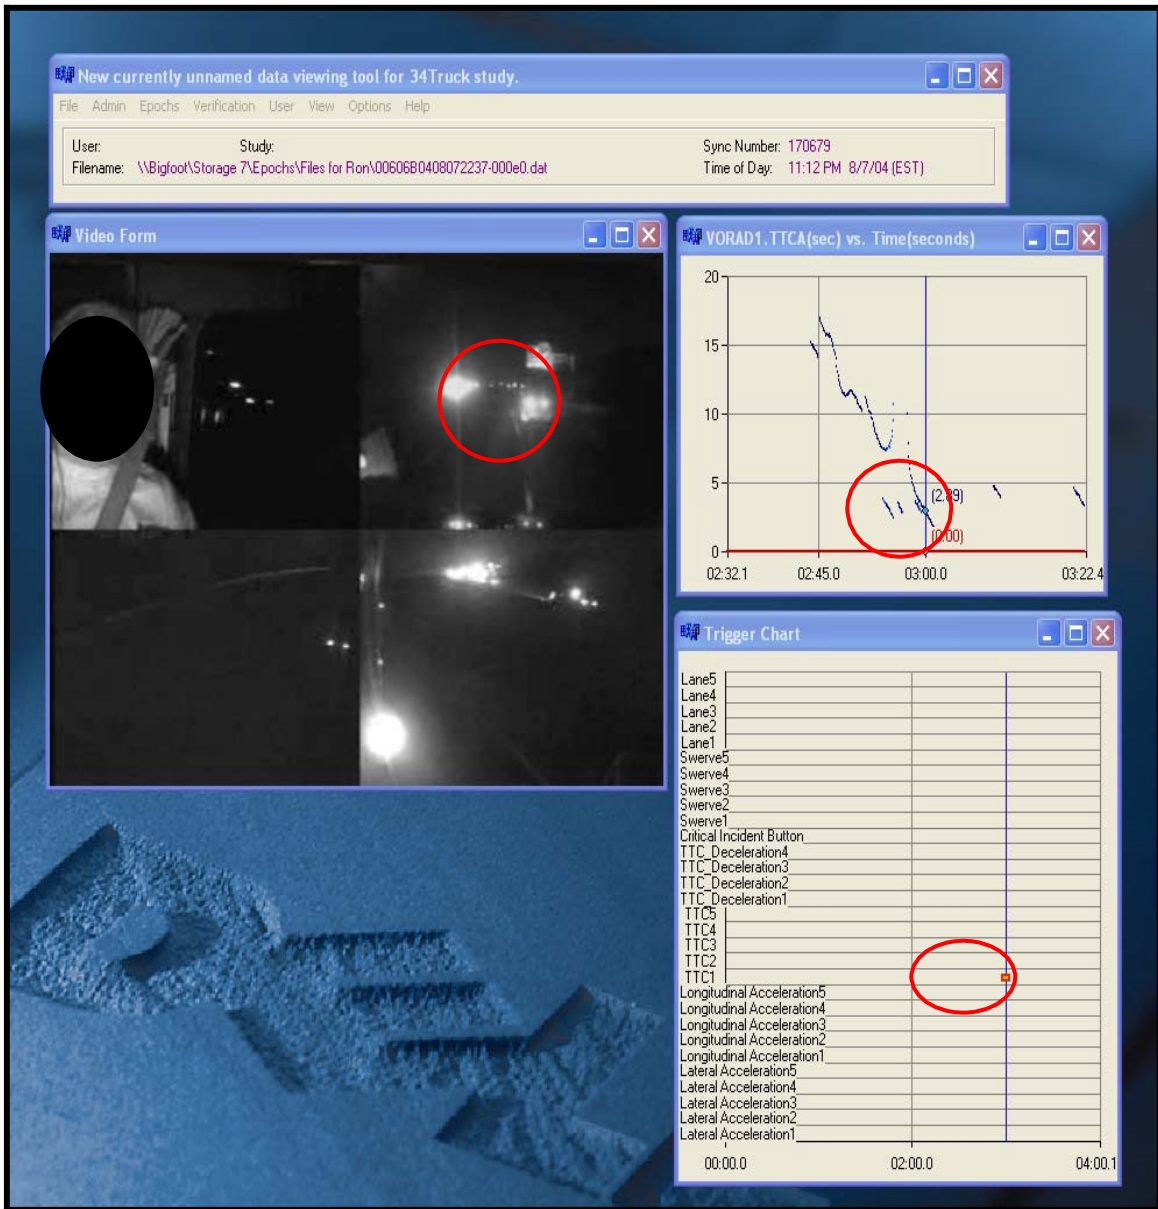 New currently unnamed data viewing tool for 34Truck study.
File Admin Epochs Verification User View Options Help
User: Study: Sync Number: 170679
Filename: \\Bigfoot\Storage 7\Epochs\Files for Ron\00606B0408072237-000e0.dat Time of Day: 11:12 PM 8/7/04 (EST)
Video Form
VORAD1.TTCA(sec) vs. Time(seconds)
20
15
10
5
(2.89)
(0.00)
0
02:32.1 02:45.0 03:00.0 03:22.4
Trigger Chart
Lane5
Lane4
Lane3
Lane2
Lane1
Swerve5
Swerve4
Swerve3
Swerve2
Swerve1
Critical Incident Button
TTC_Deceleration4
TTC_Deceleration3
TTC_Deceleration2
TTC_Deceleration1
TTC5
TTC4
TTC3
TTC2
TTC1
Longitudinal Acceleration5
Longitudinal Acceleration4
Longitudinal Acceleration3
Longitudinal Acceleration2
Longitudinal Acceleration1
Lateral Acceleration5
Lateral Acceleration4
Lateral Acceleration3
Lateral Acceleration2
Lateral Acceleration1
00:00.0 02:00.0 04:00.1